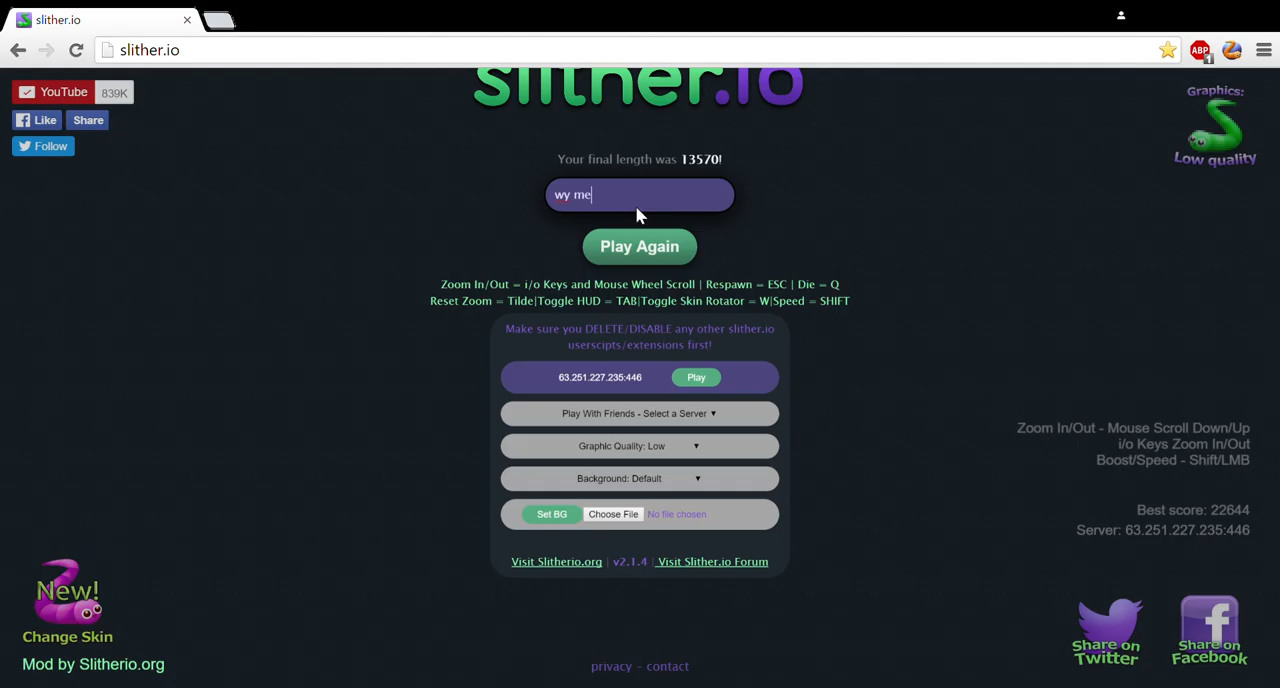 slither.io
slither.io
ABP
1
YouTube
839K
Like
Share
Follow
slither.io
Graphics:
Low quality
Your final length was 13570!
wy me
Play Again
Zoom In/Out = i/o Keys and Mouse Wheel Scroll | Respawn = ESC | Die = Q
Reset Zoom = Tilde|Toggle HUD = TAB|Toggle Skin Rotator = W|Speed = SHIFT
Make sure you DELETE/DISABLE any other slither.io
userscipts/extensions first!
63.251.227.235:446
Play
Play With Friends - Select a Server
Graphic Quality: Low
Background: Default
Set BG
Choose File
No file chosen
Visit Slitherio.org | v2.1.4 | Visit Slither.io Forum
Zoom In/Out - Mouse Scroll Down/Up
i/o Keys Zoom In/Out
Boost/Speed - Shift/LMB
Best score: 22644
Server: 63.251.227.235:446
New!
Change Skin
Mod by Slitherio.org
privacy - contact
Share on
Twitter
Share on
Facebook